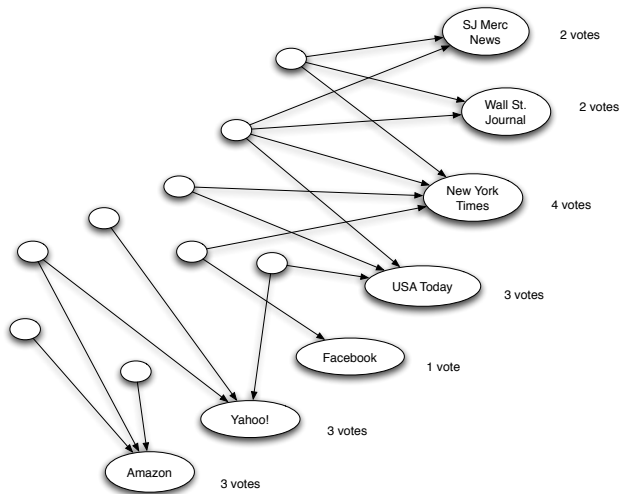 SJ Merc
News
2 votes
Wall St.
Journal
2 votes
New York
Times
4 votes
USA Today
3 votes
Facebook
1 vote
Yahoo!
3 votes
Amazon
3 votes